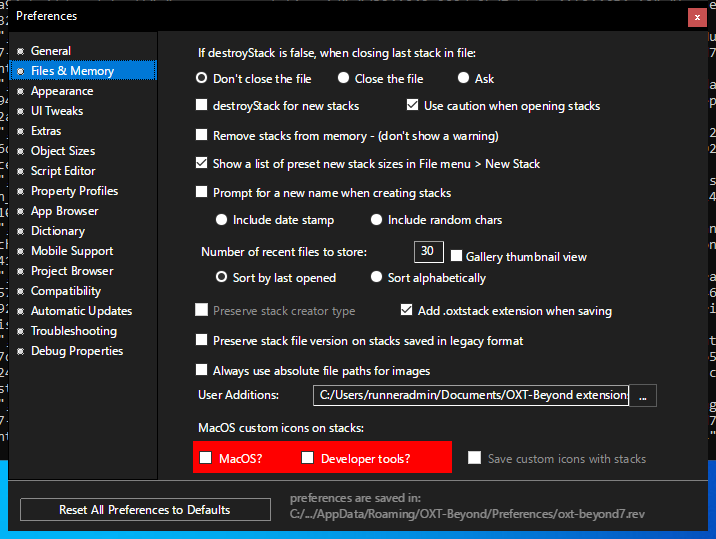 Preferences
x
General
Files & Memory
Appearance
UI Tweaks
Extras
Object Sizes
Script Editor
Property Profiles
App Browser
Dictionary
Mobile Support
Project Browser
Compatibility
Automatic Updates
Troubleshooting
Debug Properties
If destroyStack is false, when closing last stack in file:
Don't close the file Close the file Ask
destroyStack for new stacks Use caution when opening stacks
Remove stacks from memory - (don't show a warning)
Show a list of preset new stack sizes in File menu > New Stack
Prompt for a new name when creating stacks
Include date stamp Include random chars
Number of recent files to store: 30 Gallery thumbnail view
Sort by last opened Sort alphabetically
Preserve stack creator type Add .oxtstack extension when saving
Preserve stack file version on stacks saved in legacy format
Always use absolute file paths for images
User Additions: C:/Users/runneradmin/Documents/OXT-Beyond extension ...
MacOS custom icons on stacks:
MacOS? Developer tools? Save custom icons with stacks
Reset All Preferences to Defaults
preferences are saved in:
C:/.../AppData/Roaming/OXT-Beyond/Preferences/oxt-beyond7.rev